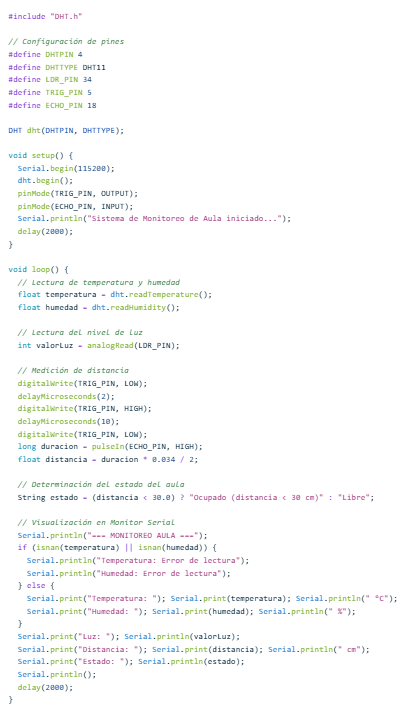 #include "DHT.h"
// Configuración de pines
#define DHTPIN 4
#define DHTTYPE DHT11
#define LDR_PIN 34
#define TRIG_PIN 5
#define ECHO_PIN 18
DHT dht(DHTPIN, DHTTYPE);
void setup() {
  Serial.begin(115200);
  dht.begin();
  pinMode(TRIG_PIN, OUTPUT);
  pinMode(ECHO_PIN, INPUT);
  Serial.println("Sistema de Monitoreo de Aula iniciado...");
  delay(2000);
}
void loop() {
  // Lectura de temperatura y humedad
  float temperatura = dht.readTemperature();
  float humedad = dht.readHumidity();
  // Lectura del nivel de luz
  int valorLuz = analogRead(LDR_PIN);
  // Medición de distancia
  digitalWrite(TRIG_PIN, LOW);
  delayMicroseconds(2);
  digitalWrite(TRIG_PIN, HIGH);
  delayMicroseconds(10);
  digitalWrite(TRIG_PIN, LOW);
  long duracion = pulseIn(ECHO_PIN, HIGH);
  float distancia = duracion * 0.034 / 2;
  // Determinación del estado del aula
  String estado = (distancia < 30.0) ? "Ocupado (distancia < 30 cm)" : "Libre";
  // Visualización en Monitor Serial
  Serial.println("=== MONITOREO AULA ===");
  if (isnan(temperatura) || isnan(humedad)) {
    Serial.println("Temperatura: Error de lectura");
    Serial.println("Humedad: Error de lectura");
  } else {
    Serial.print("Temperatura: "); Serial.print(temperatura); Serial.println(" °C");
    Serial.print("Humedad: "); Serial.print(humedad); Serial.println(" %");
  }
  Serial.print("Luz: "); Serial.println(valorLuz);
  Serial.print("Distancia: "); Serial.print(distancia); Serial.println(" cm");
  Serial.print("Estado: "); Serial.println(estado);
  Serial.println();
  delay(2000);
}